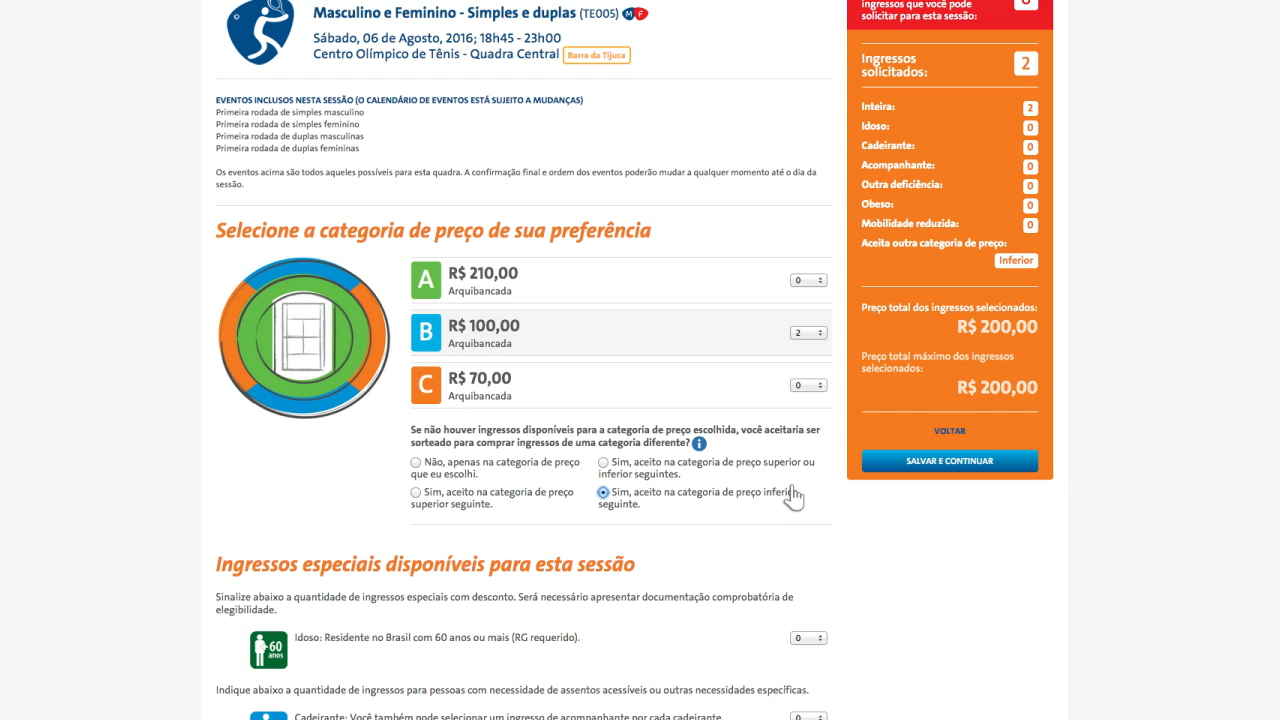 Masculino e Feminino - Simples e duplas (TE005) M F
Sábado, 06 de Agosto, 2016; 18h45 - 23h00
Centro Olímpico de Tênis - Quadra Central Barra da Tijuca
EVENTOS INCLUSOS NESTA SESSÃO (O CALENDÁRIO DE EVENTOS ESTÁ SUJEITO A MUDANÇAS)
Primeira rodada de simples masculino
Primeira rodada de simples feminino
Primeira rodada de duplas masculinas
Primeira rodada de duplas femininas
Os eventos acima são todos aqueles possíveis para esta quadra. A confirmação final e ordem dos eventos poderão mudar a qualquer momento até o dia da
sessão.
Selecione a categoria de preço de sua preferência
A R$ 210,00 0
Arquibancada
B R$ 100,00 2
Arquibancada
C R$ 70,00 0
Arquibancada
Se não houver ingressos disponíveis para a categoria de preço escolhida, você aceitaria ser
sorteado para comprar ingressos de uma categoria diferente? i
Não, apenas na categoria de preço
que eu escolhi.
Sim, aceito na categoria de preço superior ou
inferior seguintes.
Sim, aceito na categoria de preço
superior seguinte.
Sim, aceito na categoria de preço
seguinte.
Ingressos especiais disponíveis para esta sessão
Sinalize abaixo a quantidade de ingressos especiais com desconto. Será necessário apresentar documentação comprobatória de
elegibilidade.
+60
anos
Idoso: Residente no Brasil com 60 anos ou mais (RG requerido). 0
Indique abaixo a quantidade de ingressos para pessoas com necessidade de assentos acessíveis ou outras necessidades específicas.
Cadeirante: Você também pode selecionar um ingresso de acompanhante por cada cadeirante. 0
ingressos que você pode
solicitar para esta sessão:
Ingressos
solicitados: 2
Inteira: 2
Idoso: 0
Cadeirante: 0
Acompanhante: 0
Outra deficiência: 0
Obeso: 0
Mobilidade reduzida: 0
Aceita outra categoria de preço:
Inferior
Preço total dos ingressos selecionados:
R$ 200,00
Preço total máximo dos ingressos
selecionados:
R$ 200,00
VOLTAR
SALVAR E CONTINUAR